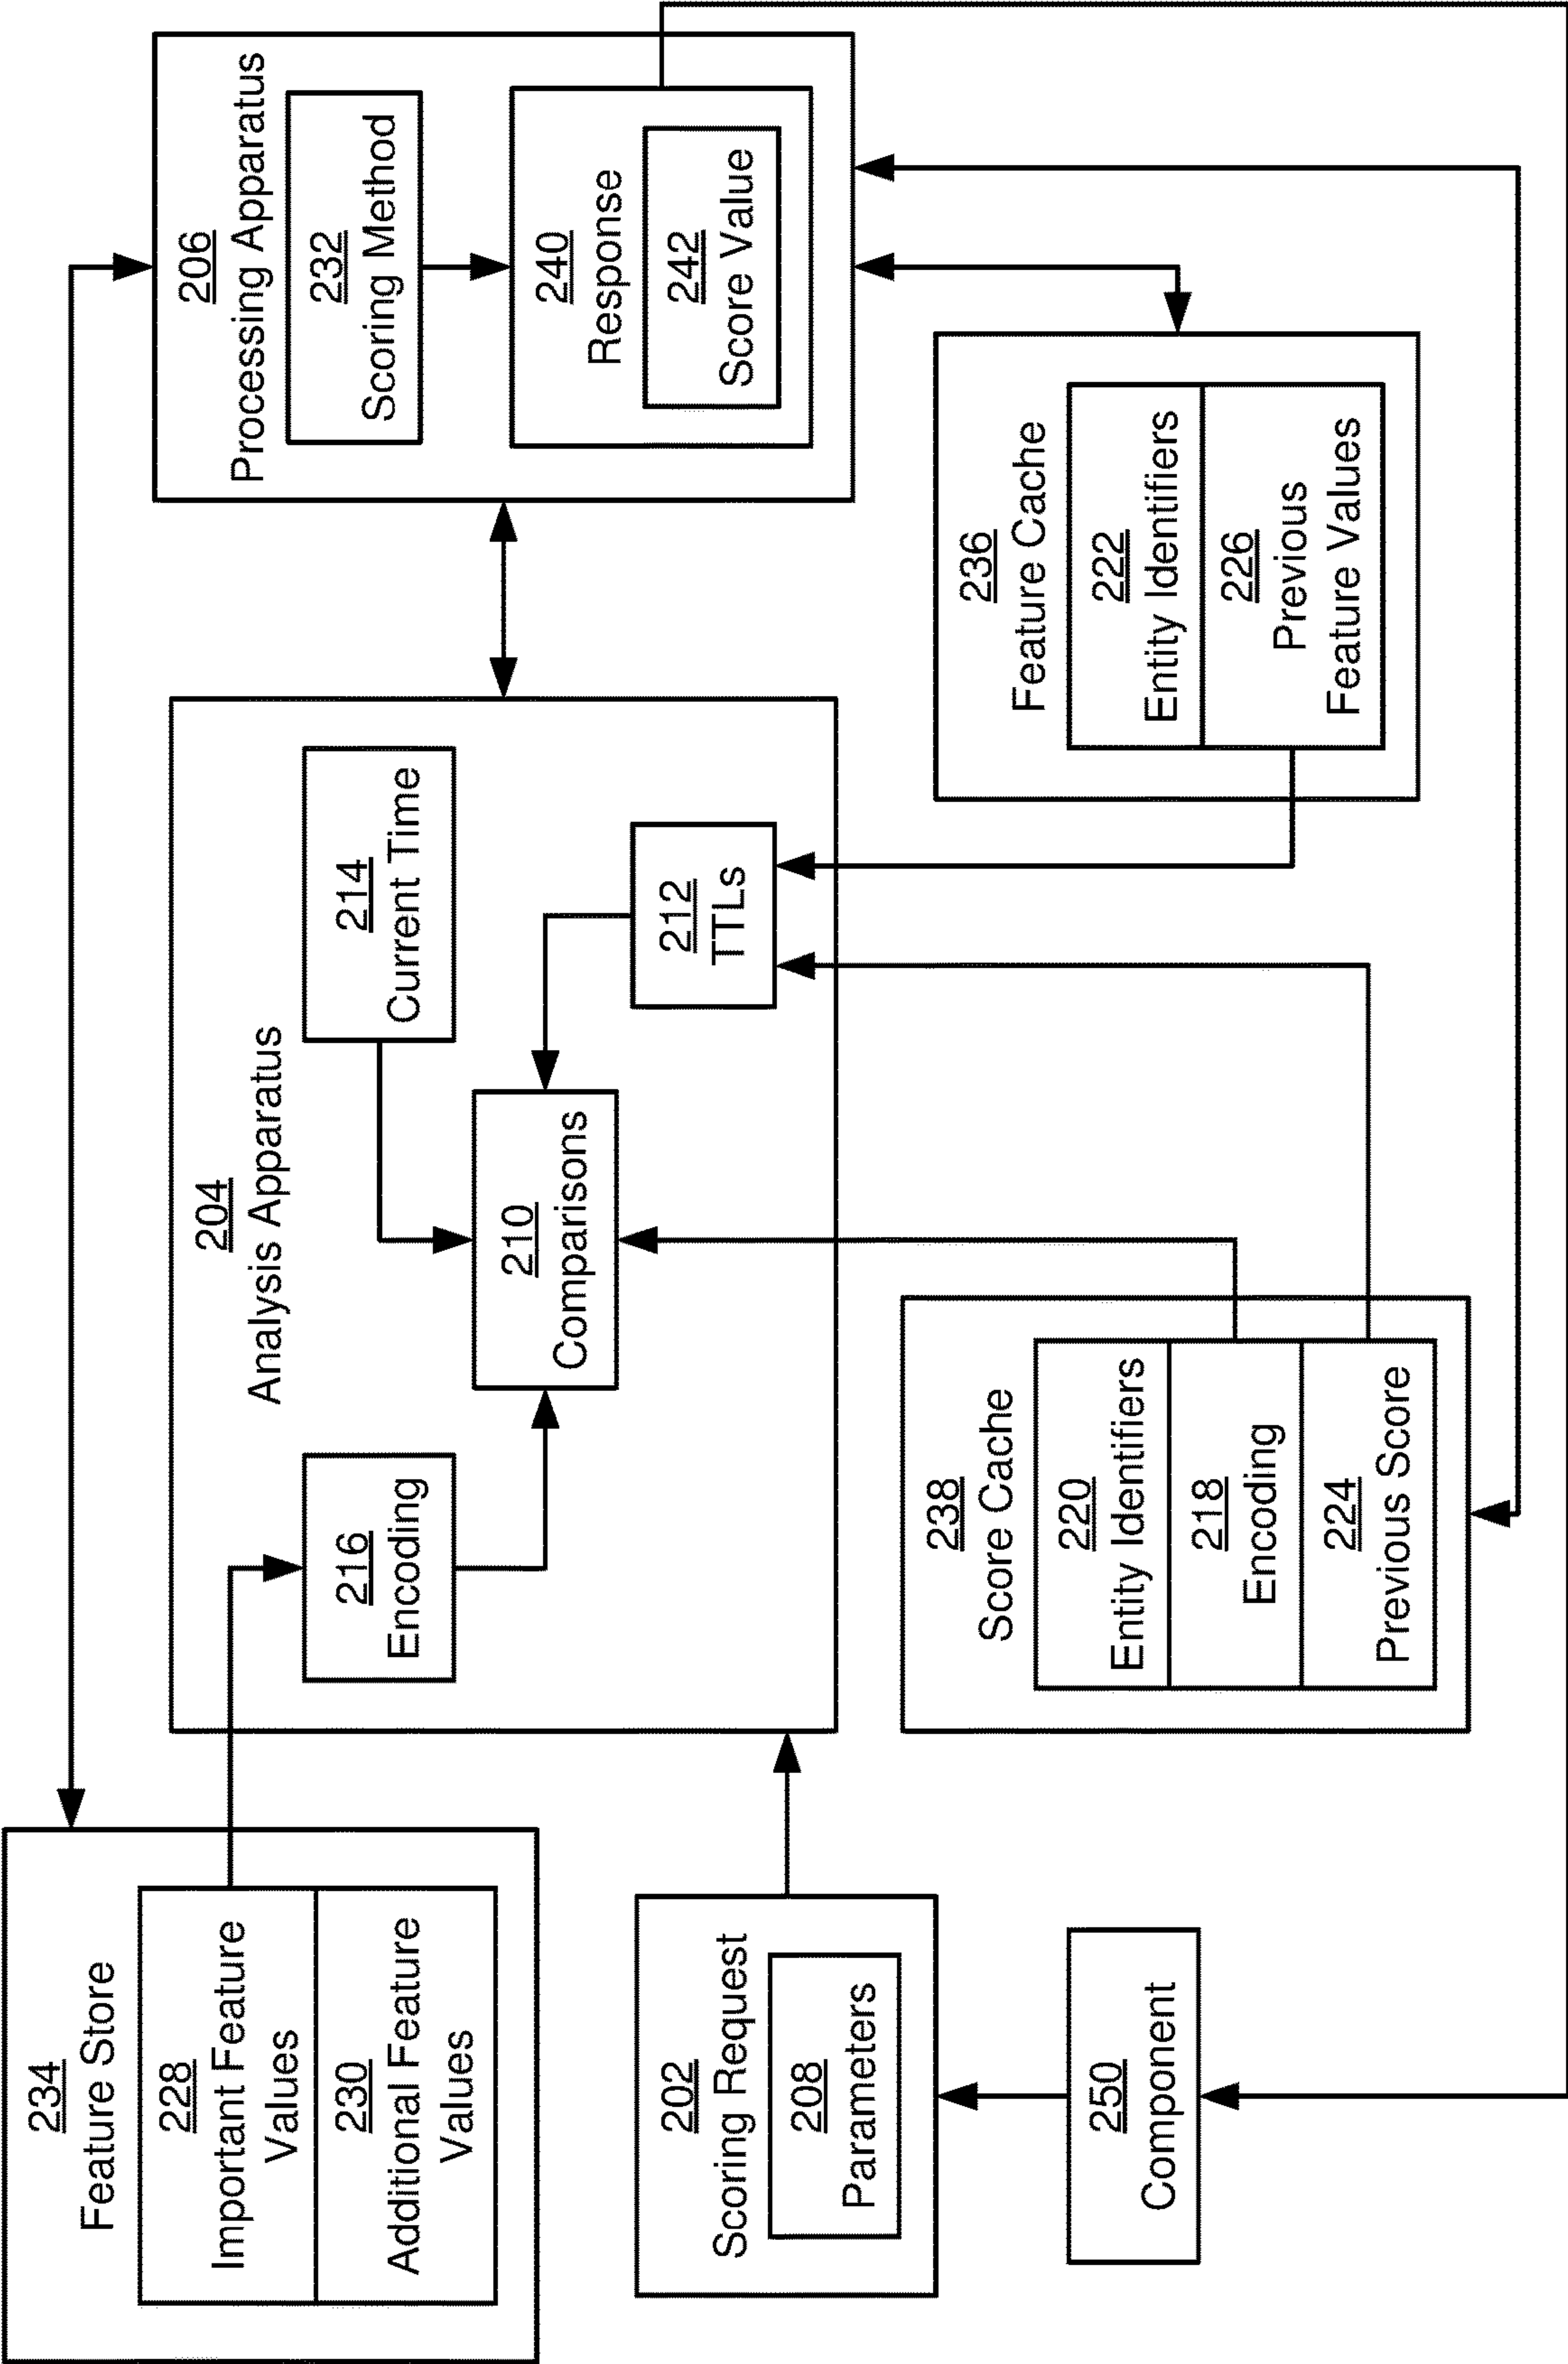 234
Feature Store
228
Important Feature
Values
230
Additional Feature
Values
202
Scoring Request
208
Parameters
250
Component
204
Analysis Apparatus
216
Encoding
214
Current Time
210
Comparisons
212
TTLs
238
Score Cache
220
Entity Identifiers
218
Encoding
224
Previous Score
206
Processing Apparatus
232
Scoring Method
240
Response
242
Score Value
236
Feature Cache
222
Entity Identifiers
226
Previous
Feature Values